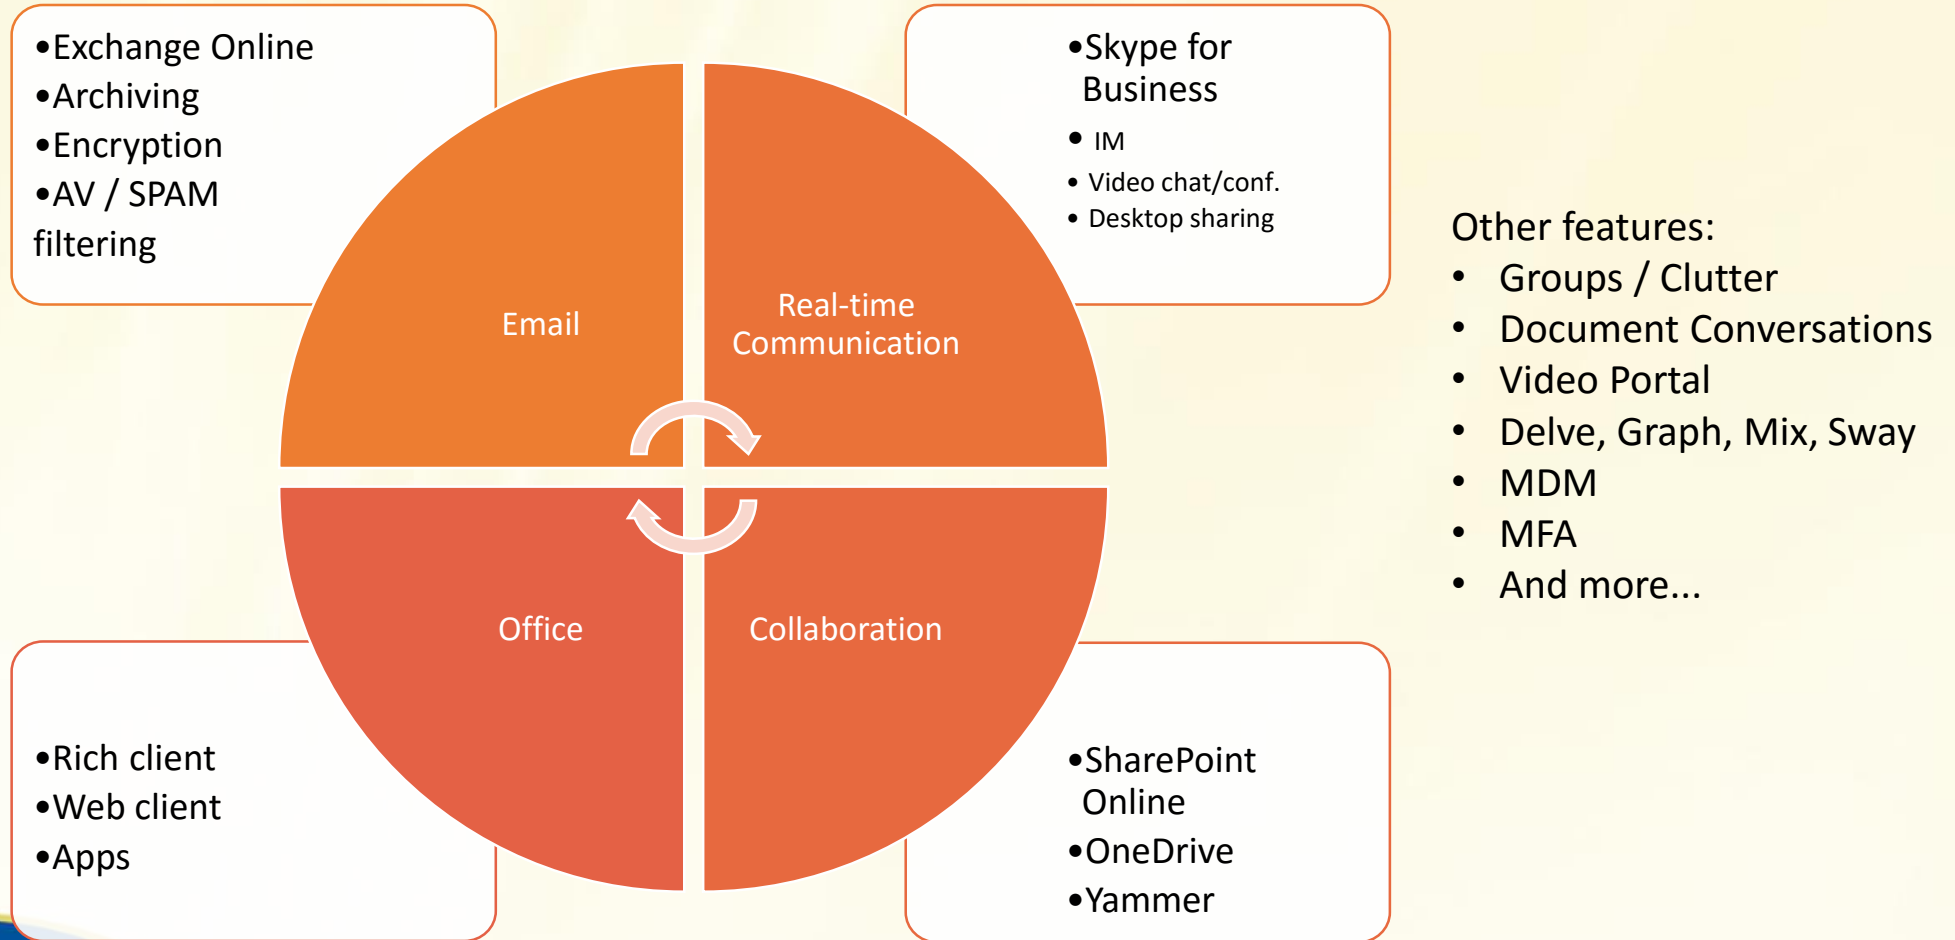 •Exchange Online
•Archiving
•Encryption
•AV / SPAM
filtering
•Skype for
Business
• IM
• Video chat/conf.
• Desktop sharing
Email
Real-time
Communication
Office
Collaboration
•Rich client
•Web client
•Apps
•SharePoint
Online
•OneDrive
•Yammer
Other features:
• Groups / Clutter
• Document Conversations
• Video Portal
• Delve, Graph, Mix, Sway
• MDM
• MFA
• And more...